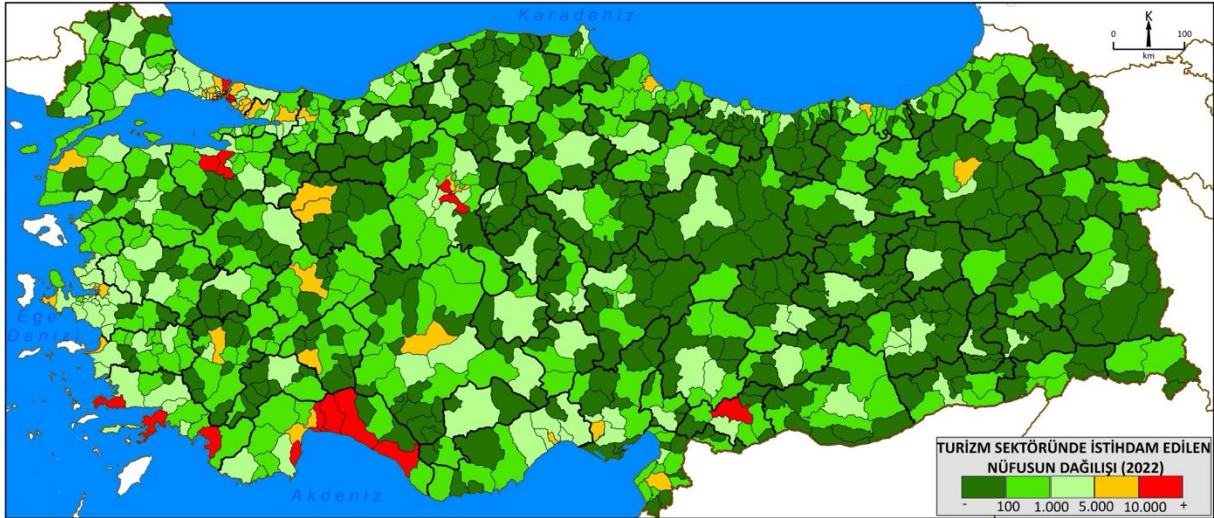 Karadeniz
K
0 100
km
Ege
Denizi
Akdeniz
TURİZM SEKTÖRÜNDE İSTİHDAM EDİLEN
NÜFUSUN DAĞILIŞI (2022)
- 100 1.000 5.000 10.000 +